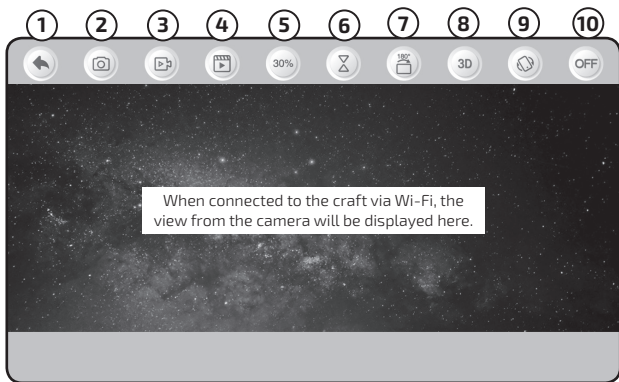 1 2 3 4 5 6 7 8 9 10
30% 180° 3D OFF
When connected to the craft via Wi-Fi, the
view from the camera will be displayed here.